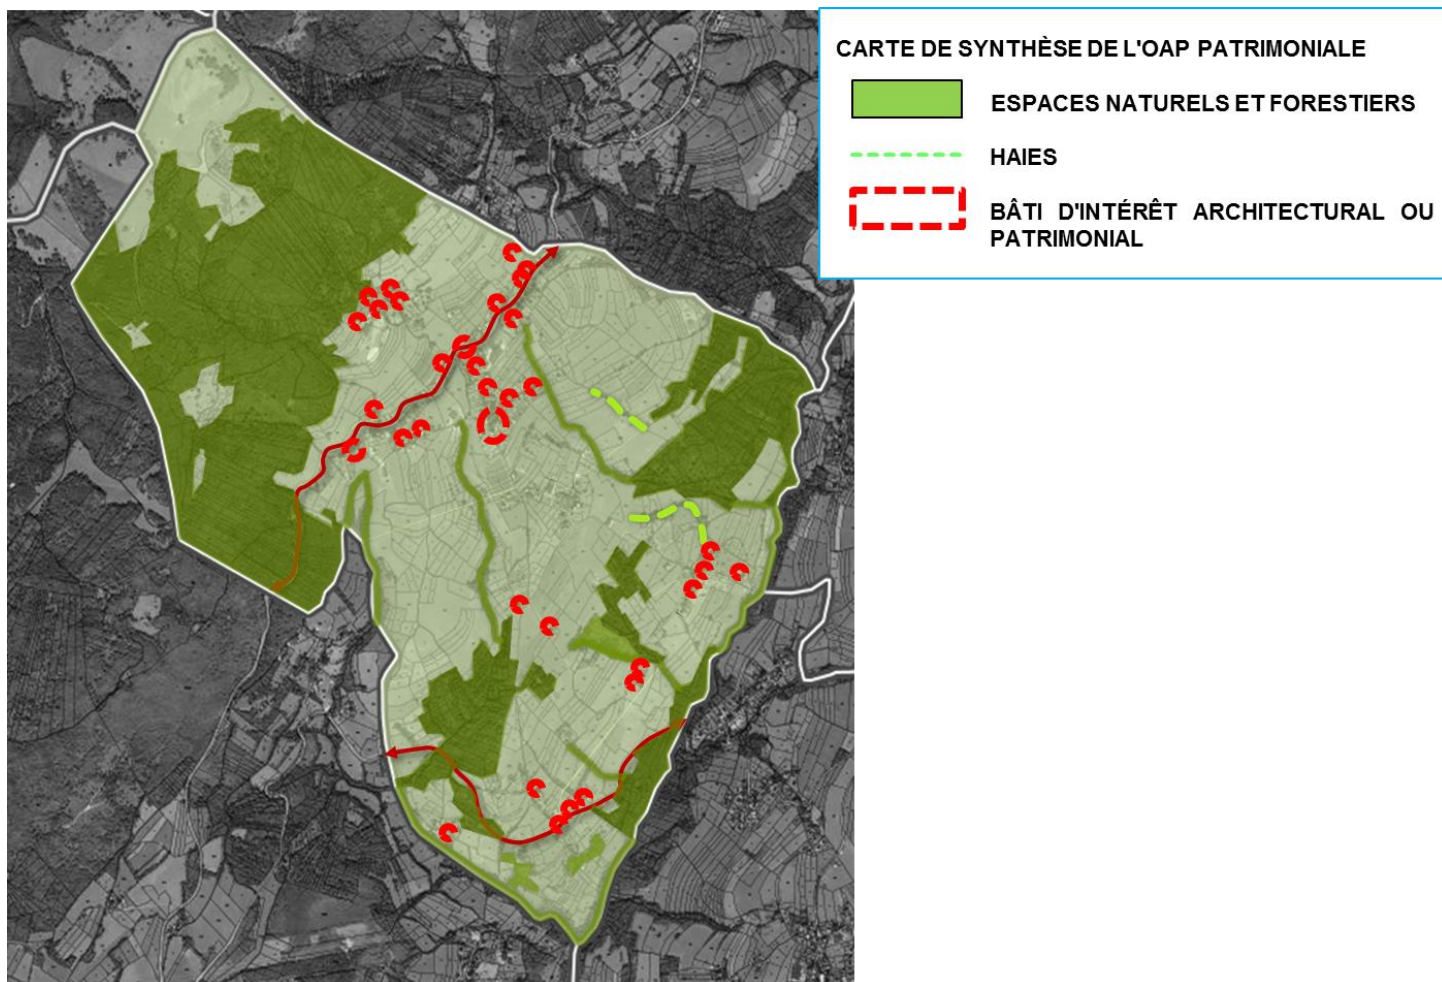 CARTE DE SYNTHÈSE DE L'OAP PATRIMONIALE
ESPACES NATURELS ET FORESTIERS
HAIES
BÂTI D'INTÉRÊT ARCHITECTURAL OU
PATRIMONIAL